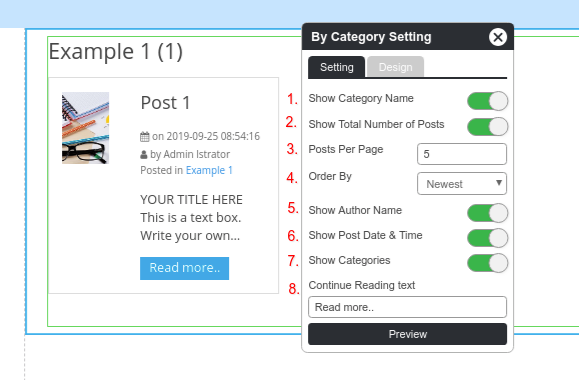 Example 1 (1)
Post 1
on 2019-09-25 08:54:16
by Admin Istrator
Posted in Example 1
YOUR TITLE HERE
This is a text box.
Write your own...
Read more..
By Category Setting
Setting Design
1. Show Category Name
2. Show Total Number of Posts
3. Posts Per Page 5
4. Order By Newest
5. Show Author Name
6. Show Post Date & Time
7. Show Categories
8. Continue Reading text
Read more..
Preview